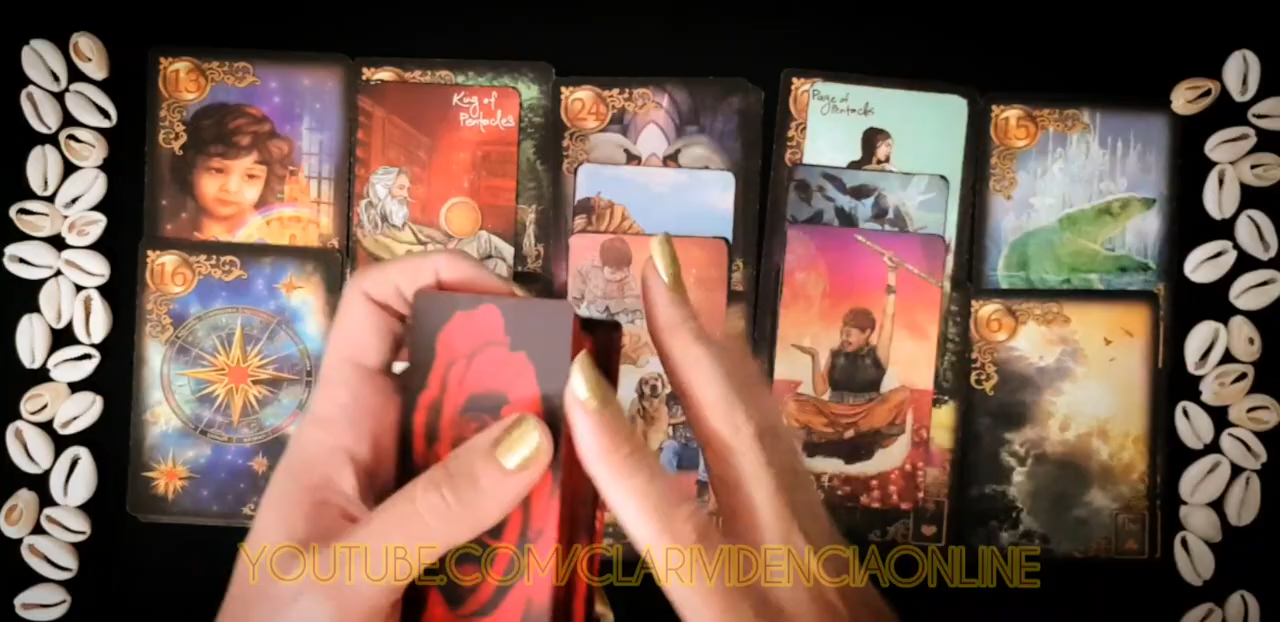 13
King of
Pentacles
24
Page of
Pentacles
15
16
6
YOUTUBE.COM/CLARIVIDENCIAONLINE